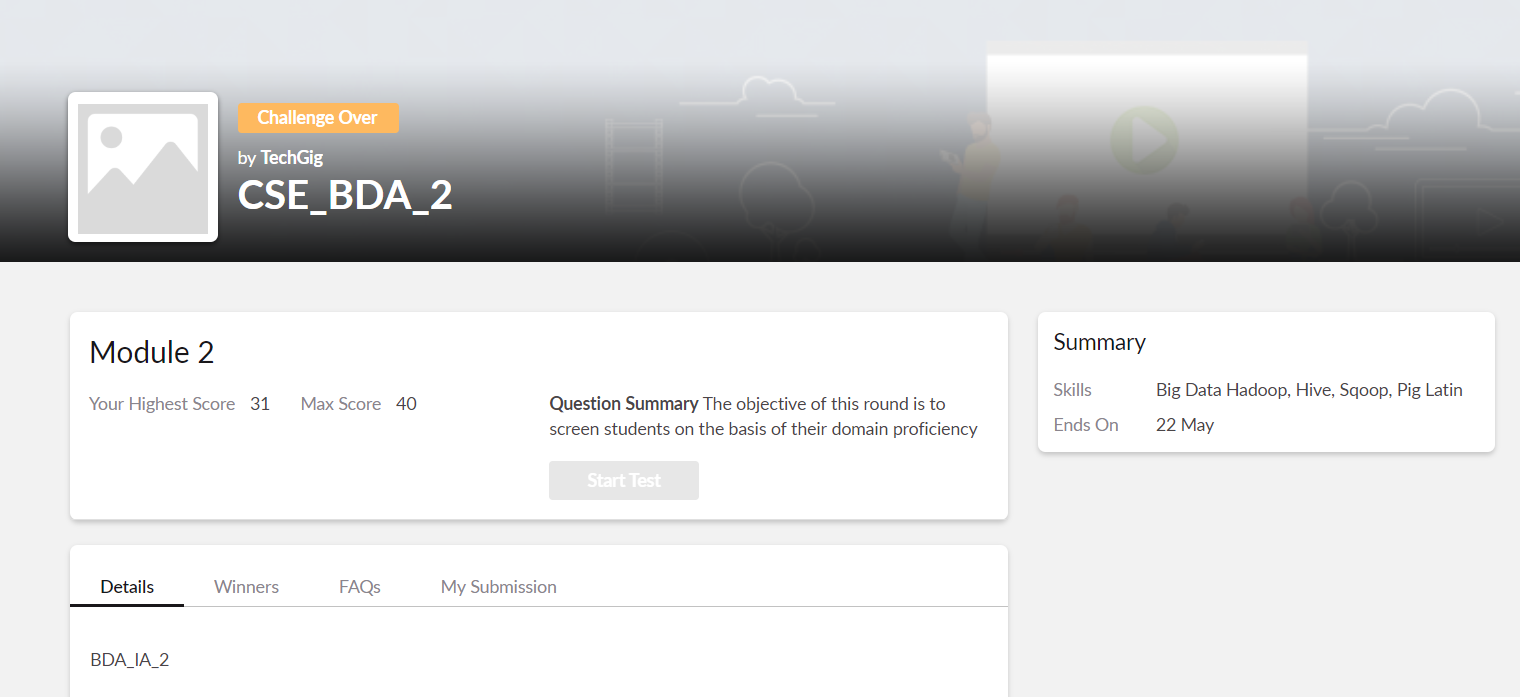 Challenge Over
by TechGig
CSE_BDA_2
Module 2
Your Highest Score 31 Max Score 40
Question Summary The objective of this round is to
screen students on the basis of their domain proficiency
Start Test
Summary
Skills Big Data Hadoop, Hive, Sqoop, Pig Latin
Ends On 22 May
Details Winners FAQs My Submission
BDA_IA_2